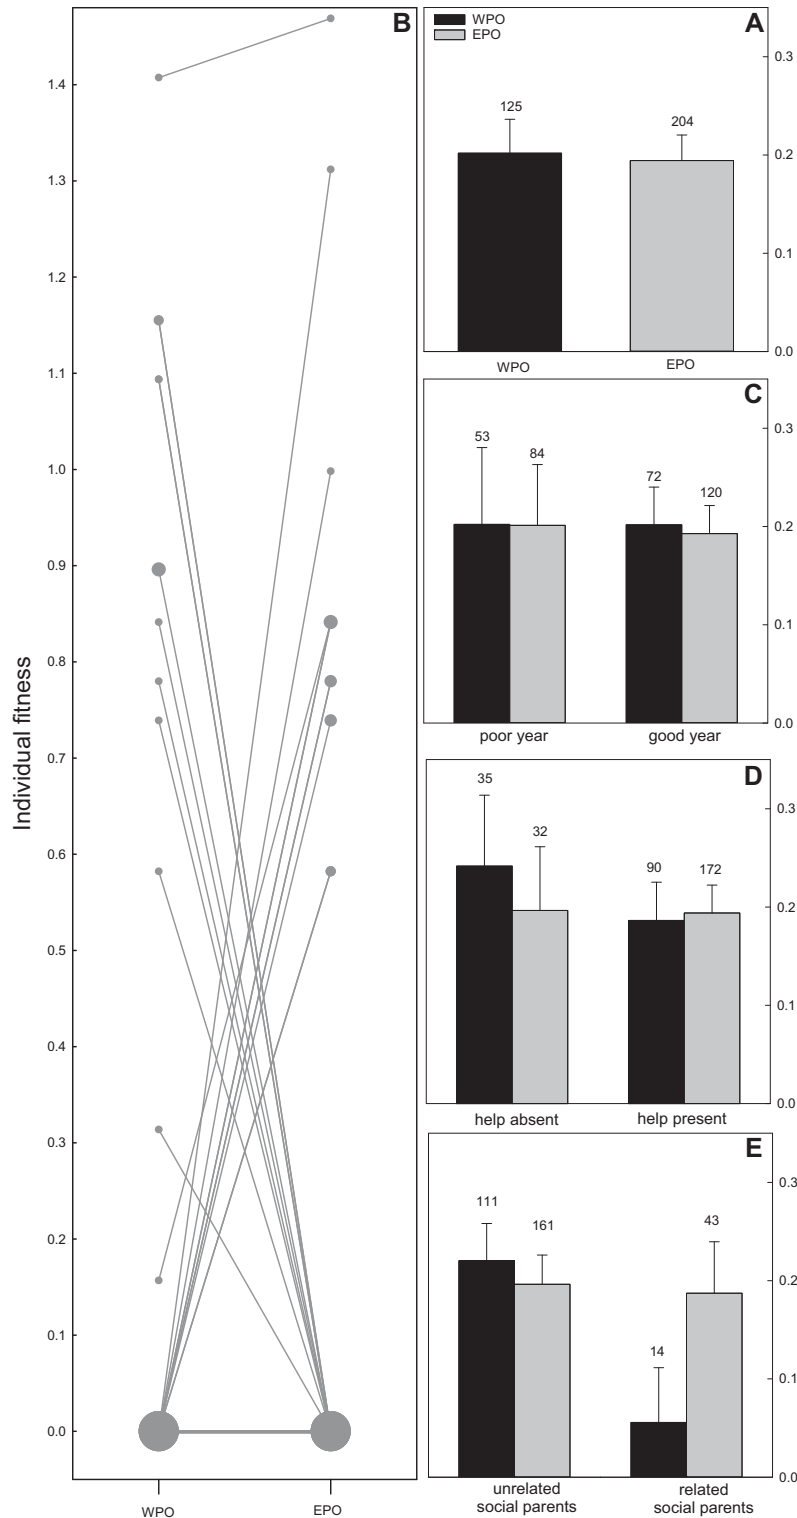 B
Individual fitness
1.4
1.3
1.2
1.1
1.0
0.9
0.8
0.7
0.6
0.5
0.4
0.3
0.2
0.1
0.0
WPO EPO
A
WPO
EPO
125 204
0.3
0.2
0.1
0.0
WPO EPO
C
53 84 72 120
0.3
0.2
0.1
0.0
poor year good year
D
35 32 90 172
0.3
0.2
0.1
0.0
help absent help present
E
111 161 14 43
0.3
0.2
0.1
0.0
unrelated
social parents
related
social parents